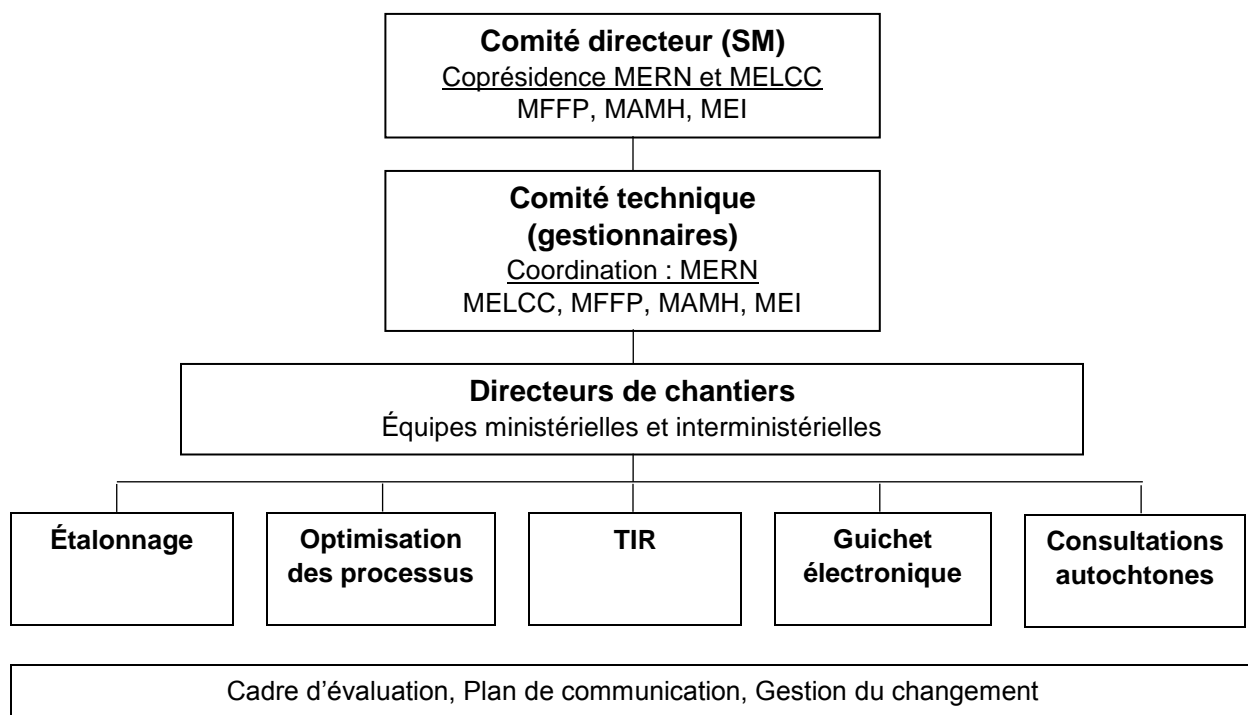 Comité directeur (SM)
Coprésidence MERN et MELCC
MFFP, MAMH, MEI
Comité technique
(gestionnaires)
Coordination : MERN
MELCC, MFFP, MAMH, MEI
Directeurs de chantiers
Équipes ministérielles et interministérielles
Étalonnage
Optimisation
des processus
TIR
Guichet
électronique
Consultations
autochtones
Cadre d’évaluation, Plan de communication, Gestion du changement